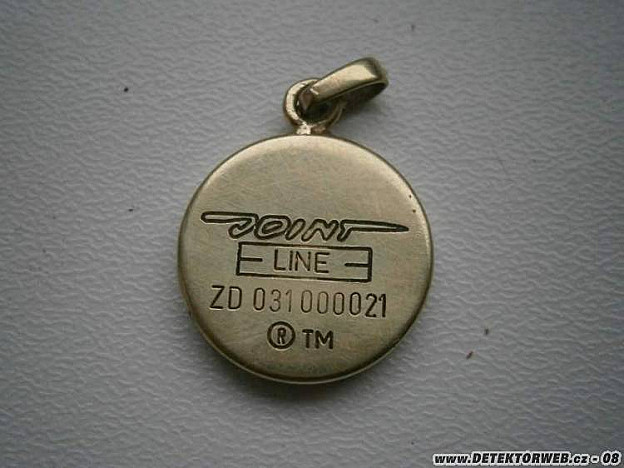 JOINT
LINE
ZD 031000021
® TM
www.DETEKTORWEB.cz - 08